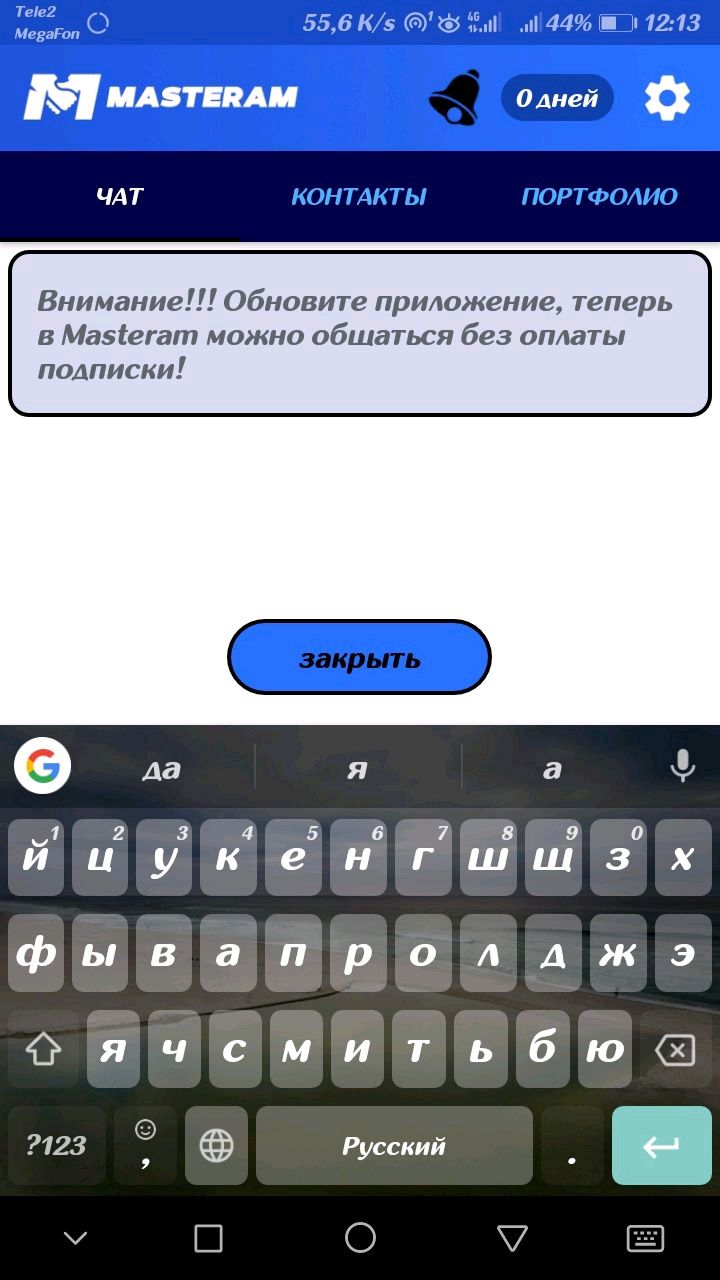 Tele2
MegaFon
55,6 K/s 1 4G 44% 12:13
MASTERAM 0 дней
ЧАТ КОНТАКТЫ ПОРТФОЛИО
Внимание!!! Обновите приложение, теперь
в Masteram можно общаться без оплаты
подписки!
закрыть
G да я а
1 2 3 4 5 6 7 8 9 0
й ц у к е н г ш щ з х
ф ы в а п р о л д ж э
я ч с м и т ь б ю
?123 , Русский .